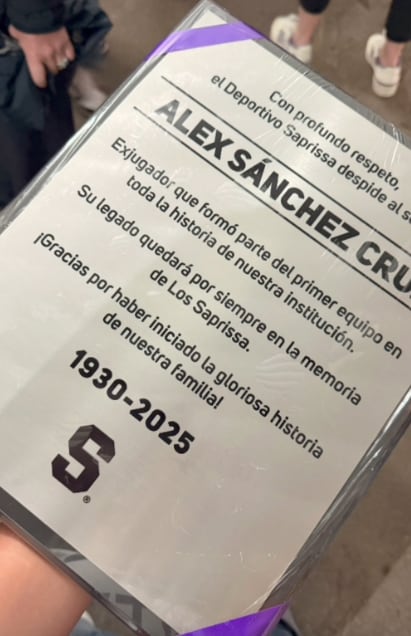 Con profundo respeto,
el Deportivo Saprissa despide al
ALEX SÁNCHEZ CRU
Exjugador que formó parte del primer equipo en
toda la historia de nuestra institución.
Su legado quedará por siempre en la memoria
de Los Saprissa.
¡Gracias por haber iniciado la gloriosa historia
de nuestra familia!
1930-2025
S®